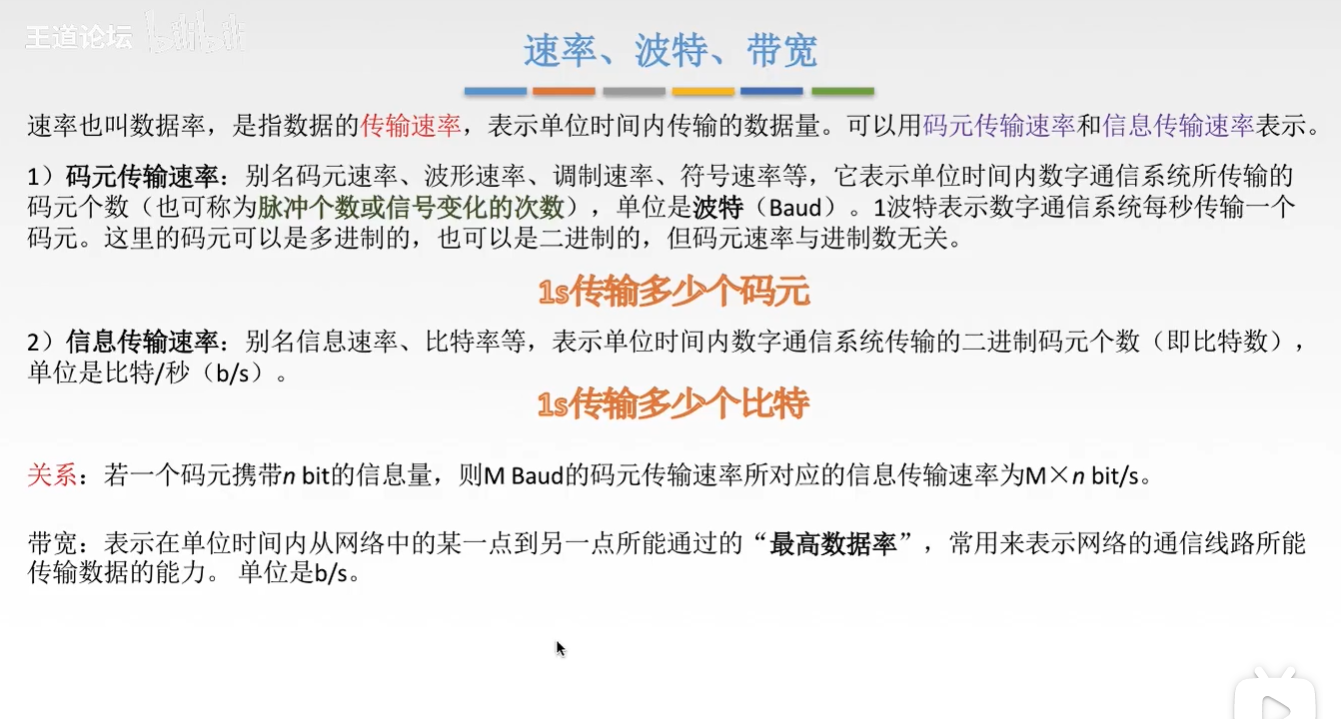 王道论坛 bilibili
速率、波特、带宽
速率也叫数据率，是指数据的传输速率，表示单位时间内传输的数据量。可以用码元传输速率和信息传输速率表示。
1）码元传输速率：别名码元速率、波形速率、调制速率、符号速率等，它表示单位时间内数字通信系统所传输的
码元个数（也可称为脉冲个数或信号变化的次数），单位是波特（Baud）。1波特表示数字通信系统每秒传输一个
码元。这里的码元可以是多进制的，也可以是二进制的，但码元速率与进制数无关。
1s传输多少个码元
2）信息传输速率：别名信息速率、比特率等，表示单位时间内数字通信系统传输的二进制码元个数（即比特数），
单位是比特/秒（b/s）。
1s传输多少个比特
关系：若一个码元携带n bit的信息量，则M Baud的码元传输速率所对应的信息传输速率为M×n bit/s。
带宽：表示在单位时间内从网络中的某一点到另一点所能通过的“最高数据率”，常用来表示网络的通信线路所能
传输数据的能力。 单位是b/s。